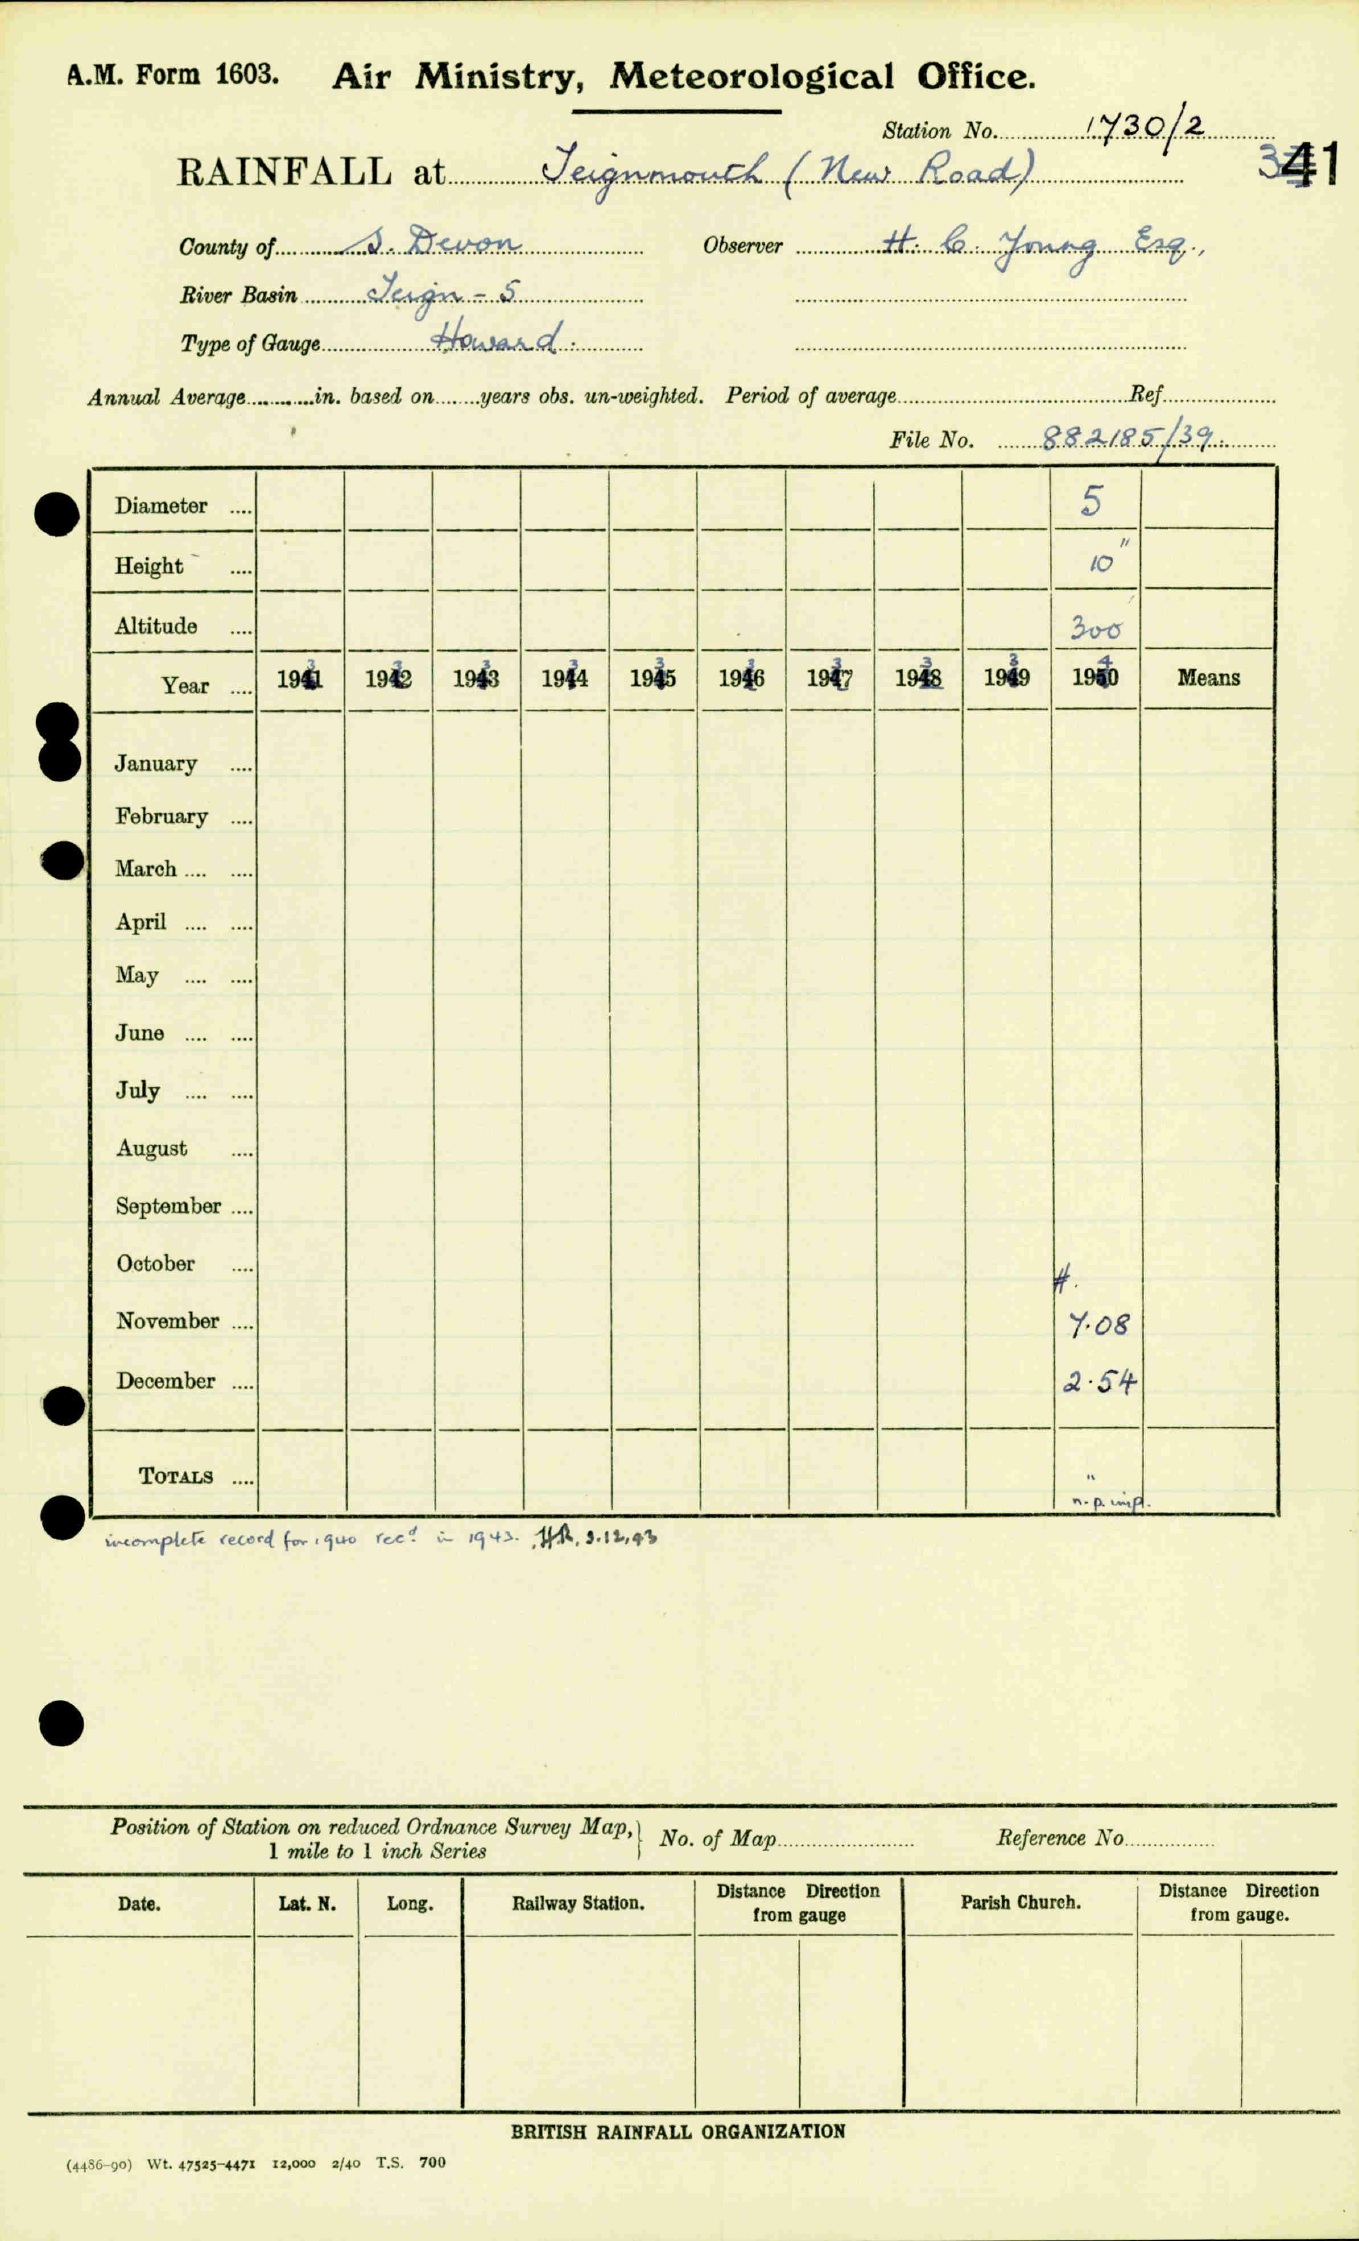 A.M. Form 1603. Air Ministry, Meteorological Office.
Station No. 1730/2
41
RAINFALL at Teignmouth (New Road)
County of S. Devon Observer H. C. Young Esq.,
River Basin Teign - 5
Type of Gauge Howard.
Annual Average in. based on years obs. un-weighted. Period of average Ref.
File No. 882185/39.
Diameter 5
Height 10"
Altitude 300'
Year 1931 1932 1933 1934 1935 1936 1937 1938 1939 1940 Means
January
February
March
April
May
June
July
August
September
October
#.
November 7.08
December 2.54
TOTALS "
n.p. imp.
incomplete record for 1940 recd. in 1943. 3.12.43
Position of Station on reduced Ordnance Survey Map, } No. of Map Reference No.
1 mile to 1 inch Series
Date. Lat. N. Long. Railway Station. Distance Direction from gauge Parish Church. Distance Direction from gauge.
BRITISH RAINFALL ORGANIZATION
(4486-90) Wt. 47525-4471 12,000 2/40 T.S. 700